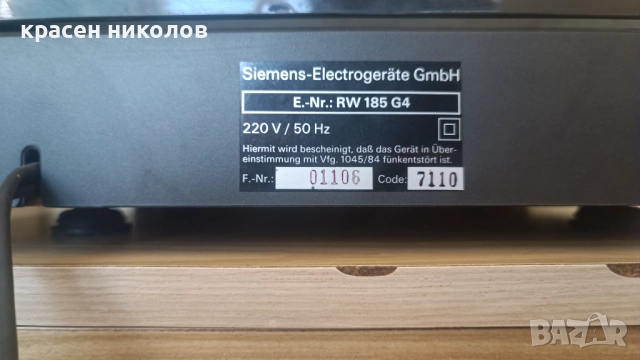 красен николов
Siemens-Electrogeräte GmbH
E.-Nr.: RW 185 G4
220 V / 50 Hz
Hiermit wird bescheinigt, daß das Gerät in Über-
einstimmung mit Vfg. 1045/84 funkentstört ist.
F.-Nr.: 01106 Code: 7110
BAZAR